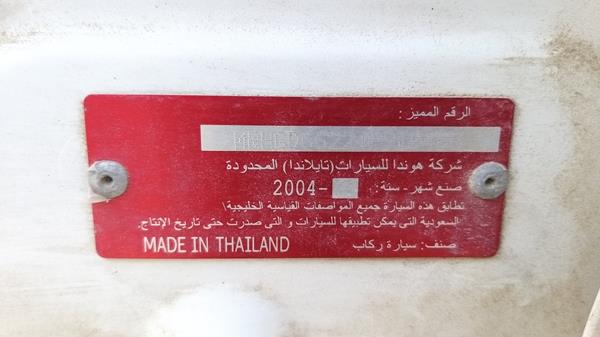 الرقم المميز :
شركة هوندا للسيارات (تايلاندا) المحدودة
صنع شهر - سنة : 2004-
تطابق هذه السيارة جميع المواصفات القياسية الخليجية\
السعودية التى يمكن تطبيقها للسيارات و التى صدرت حتى تاريخ الإنتاج.
صنف : سيارة ركاب MADE IN THAILAND